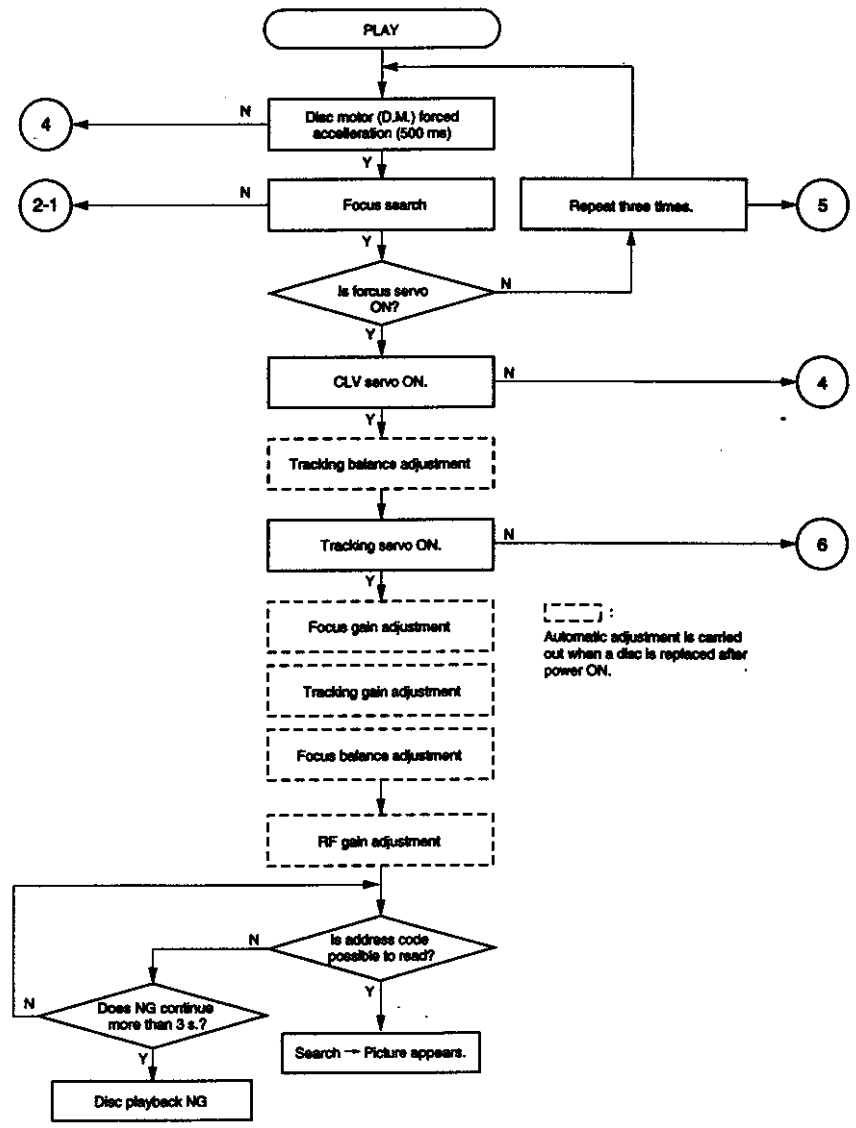 PLAY
N
4
Disc motor (D.M.) forced
accelleration (500 ms)
Y
N
2-1
Focus search
Repeat three times.
5
Y
Is forcus servo
ON?
N
Y
CLV servo ON.
N
4
Y
Tracking balance adjustment
Tracking servo ON.
N
6
Y
Focus gain adjustment
:
Automatic adjustment is carried
out when a disc is replaced after
power ON.
Tracking gain adjustment
Focus balance adjustment
RF gain adjustment
N
Is address code
possible to read?
N
Does NG continue
more than 3 s.?
Y
Y
Search → Picture appears.
Disc playback NG